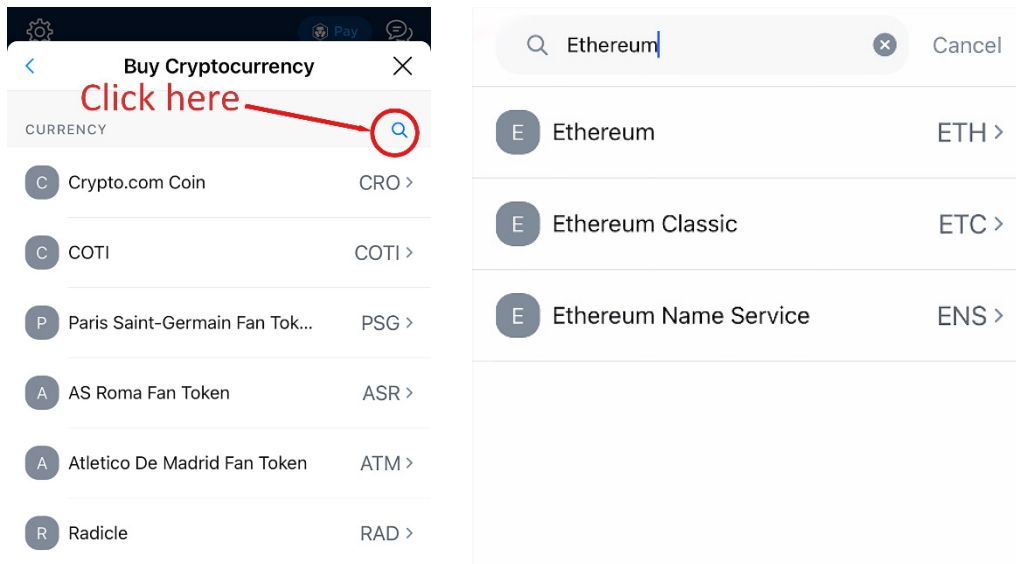 Pay
Buy Cryptocurrency
Click here
CURRENCY
C Crypto.com Coin CRO
C COTI COTI
P Paris Saint-Germain Fan Tok... PSG
A AS Roma Fan Token ASR
A Atletico De Madrid Fan Token ATM
R Radicle RAD
Ethereum Cancel
E Ethereum ETH
E Ethereum Classic ETC
E Ethereum Name Service ENS